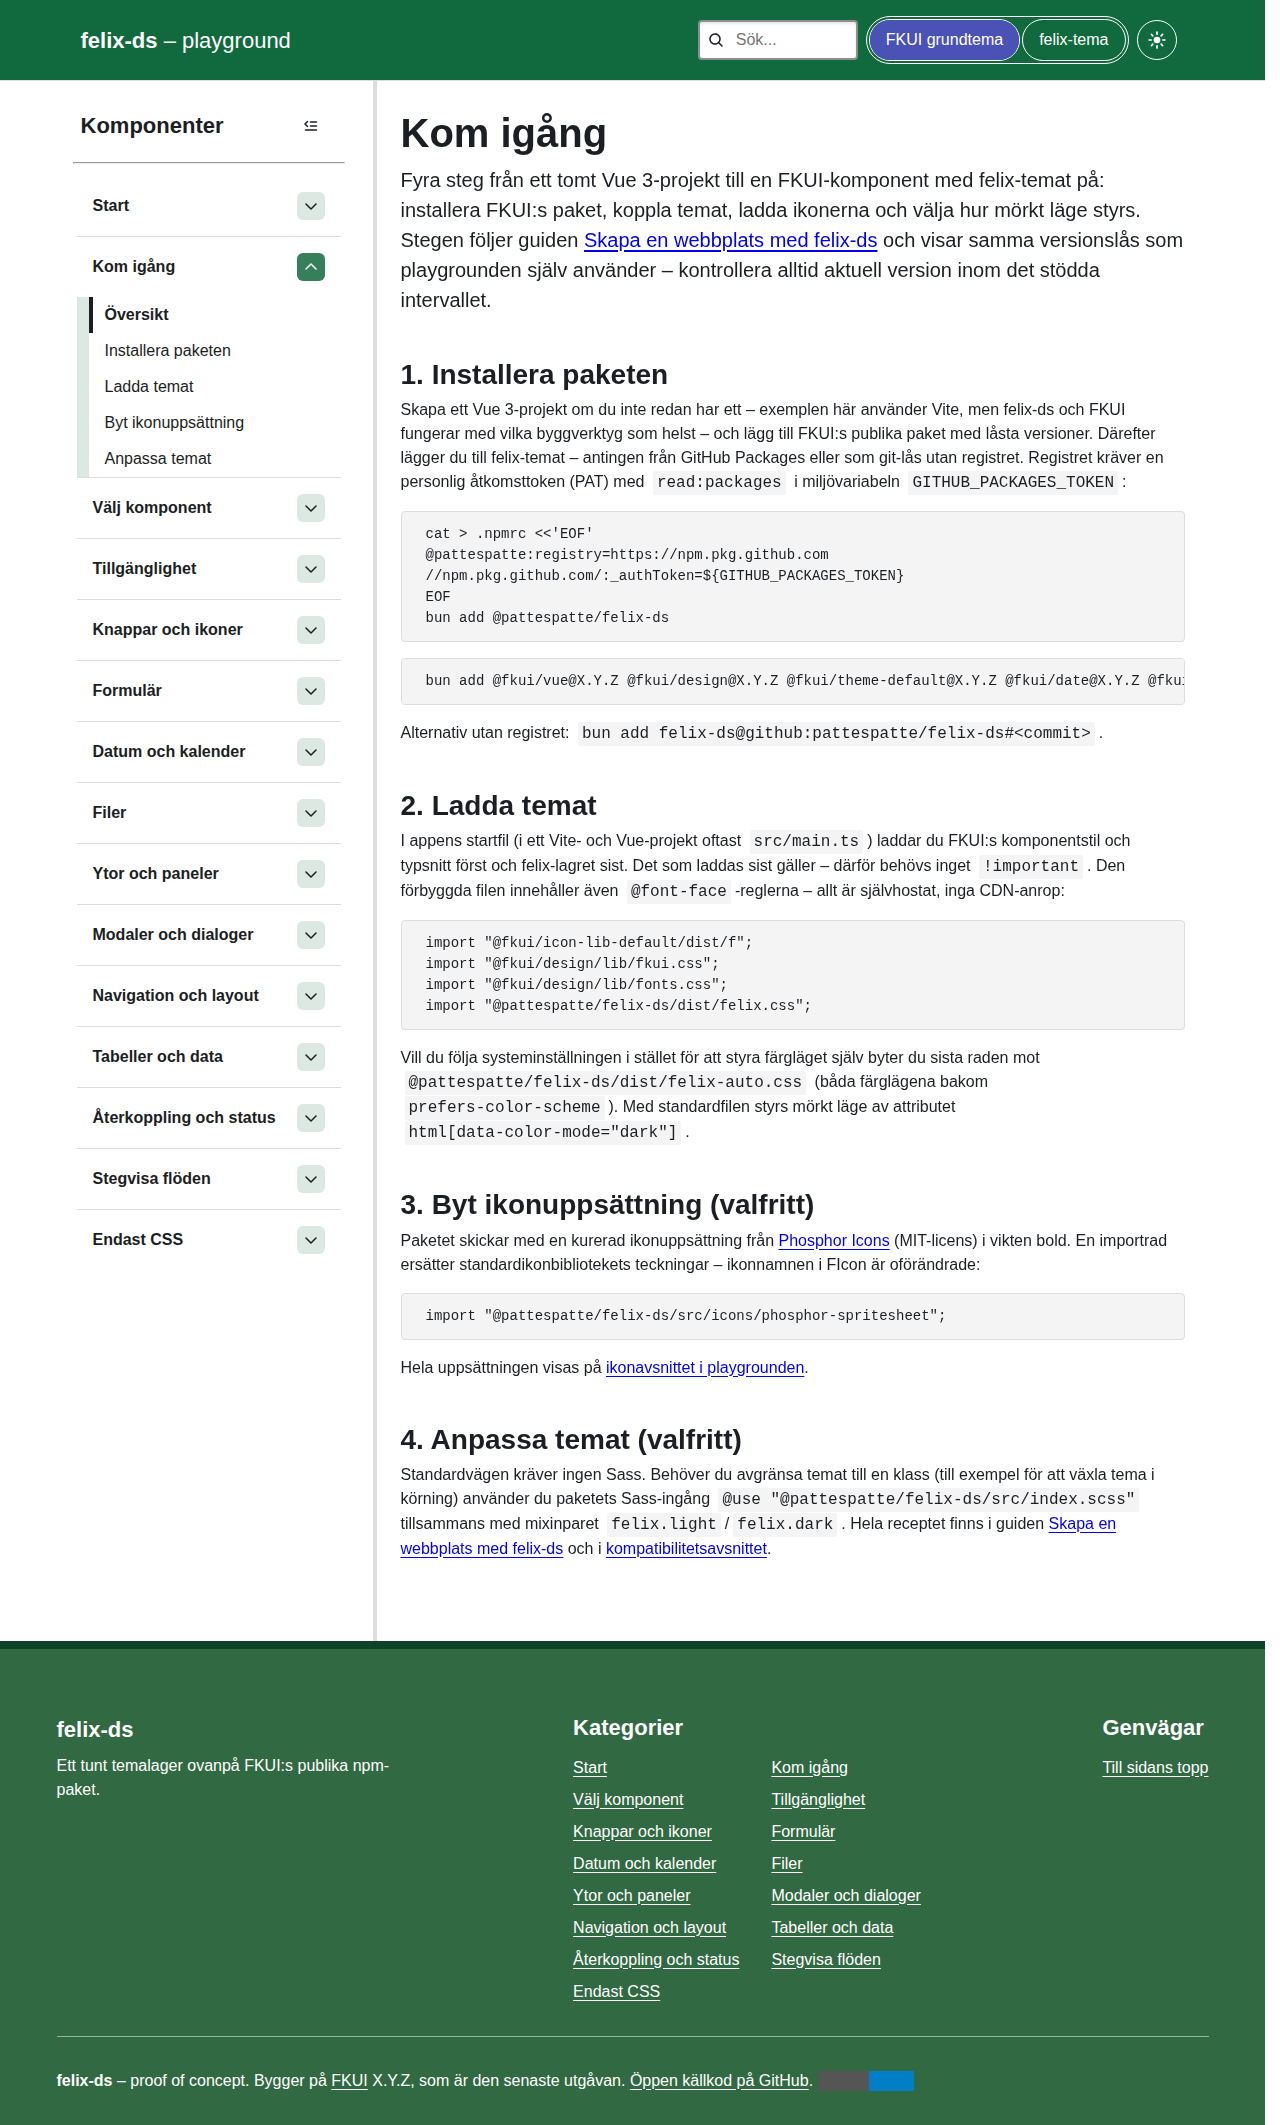 felix-ds – playground
Sök...
FKUI grundtema
felix-tema
Komponenter
Start
Kom igång
Översikt
Installera paketen
Ladda temat
Byt ikonuppsättning
Anpassa temat
Välj komponent
Tillgänglighet
Knappar och ikoner
Formulär
Datum och kalender
Filer
Ytor och paneler
Modaler och dialoger
Navigation och layout
Tabeller och data
Återkoppling och status
Stegvisa flöden
Endast CSS
Kom igång
Fyra steg från ett tomt Vue 3-projekt till en FKUI-komponent med felix-temat på:
installera FKUI:s paket, koppla temat, ladda ikonerna och välja hur mörkt läge styrs.
Stegen följer guiden Skapa en webbplats med felix-ds och visar samma versionslås som
playgrounden själv använder – kontrollera alltid aktuell version inom det stödda
intervallet.
1. Installera paketen
Skapa ett Vue 3-projekt om du inte redan har ett – exemplen här använder Vite, men felix-ds och FKUI
fungerar med vilka byggverktyg som helst – och lägg till FKUI:s publika paket med låsta versioner. Därefter
lägger du till felix-temat – antingen från GitHub Packages eller som git-lås utan registret. Registret kräver en
personlig åtkomsttoken (PAT) med read:packages i miljövariabeln GITHUB_PACKAGES_TOKEN :
cat > .npmrc <<'EOF'
@pattespatte:registry=https://npm.pkg.github.com
//npm.pkg.github.com/:_authToken=${GITHUB_PACKAGES_TOKEN}
EOF
bun add @pattespatte/felix-ds
bun add @fkui/vue@X.Y.Z @fkui/design@X.Y.Z @fkui/theme-default@X.Y.Z @fkui/date@X.Y.Z @fkui
Alternativ utan registret: bun add felix-ds@github:pattespatte/felix-ds#<commit> .
2. Ladda temat
I appens startfil (i ett Vite- och Vue-projekt oftast src/main.ts ) laddar du FKUI:s komponentstil och
typsnitt först och felix-lagret sist. Det som laddas sist gäller – därför behövs inget !important . Den
förbyggda filen innehåller även @font-face -reglerna – allt är självhostat, inga CDN-anrop:
import "@fkui/icon-lib-default/dist/f";
import "@fkui/design/lib/fkui.css";
import "@fkui/design/lib/fonts.css";
import "@pattespatte/felix-ds/dist/felix.css";
Vill du följa systeminställningen i stället för att styra färgläget själv byter du sista raden mot
@pattespatte/felix-ds/dist/felix-auto.css (båda färglägena bakom
prefers-color-scheme ). Med standardfilen styrs mörkt läge av attributet
html[data-color-mode="dark"] .
3. Byt ikonuppsättning (valfritt)
Paketet skickar med en kurerad ikonuppsättning från Phosphor Icons (MIT-licens) i vikten bold. En importrad
ersätter standardikonbibliotekets teckningar – ikonnamnen i FIcon är oförändrade:
import "@pattespatte/felix-ds/src/icons/phosphor-spritesheet";
Hela uppsättningen visas på ikonavsnittet i playgrounden.
4. Anpassa temat (valfritt)
Standardvägen kräver ingen Sass. Behöver du avgränsa temat till en klass (till exempel för att växla tema i
körning) använder du paketets Sass-ingång @use "@pattespatte/felix-ds/src/index.scss"
tillsammans med mixinparet felix.light / felix.dark . Hela receptet finns i guiden Skapa en
webbplats med felix-ds och i kompatibilitetsavsnittet.
felix-ds
Ett tunt temalager ovanpå FKUI:s publika npm-
paket.
Kategorier
Start
Kom igång
Välj komponent
Tillgänglighet
Knappar och ikoner
Formulär
Datum och kalender
Filer
Ytor och paneler
Modaler och dialoger
Navigation och layout
Tabeller och data
Återkoppling och status
Stegvisa flöden
Endast CSS
Genvägar
Till sidans topp
felix-ds – proof of concept. Bygger på FKUI X.Y.Z, som är den senaste utgåvan. Öppen källkod på GitHub.